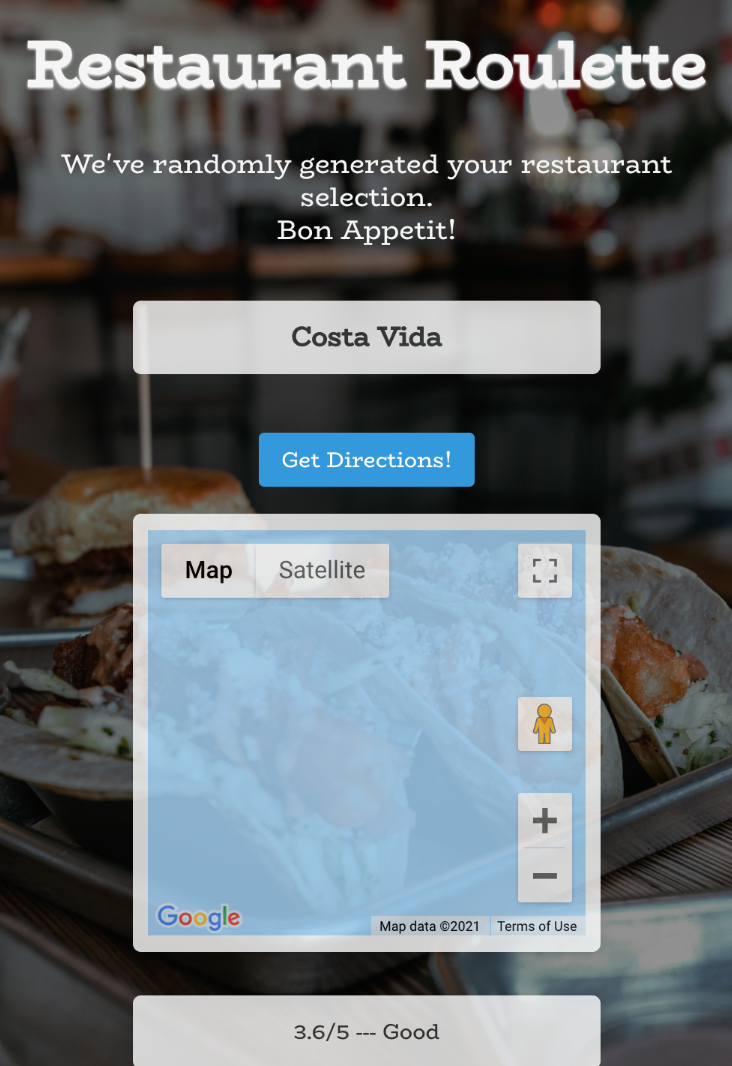 Restaurant Roulette
We've randomly generated your restaurant
selection.
Bon Appetit!
Costa Vida
Get Directions!
Map Satellite
Google
Map data ©2021 Terms of Use
3.6/5 --- Good